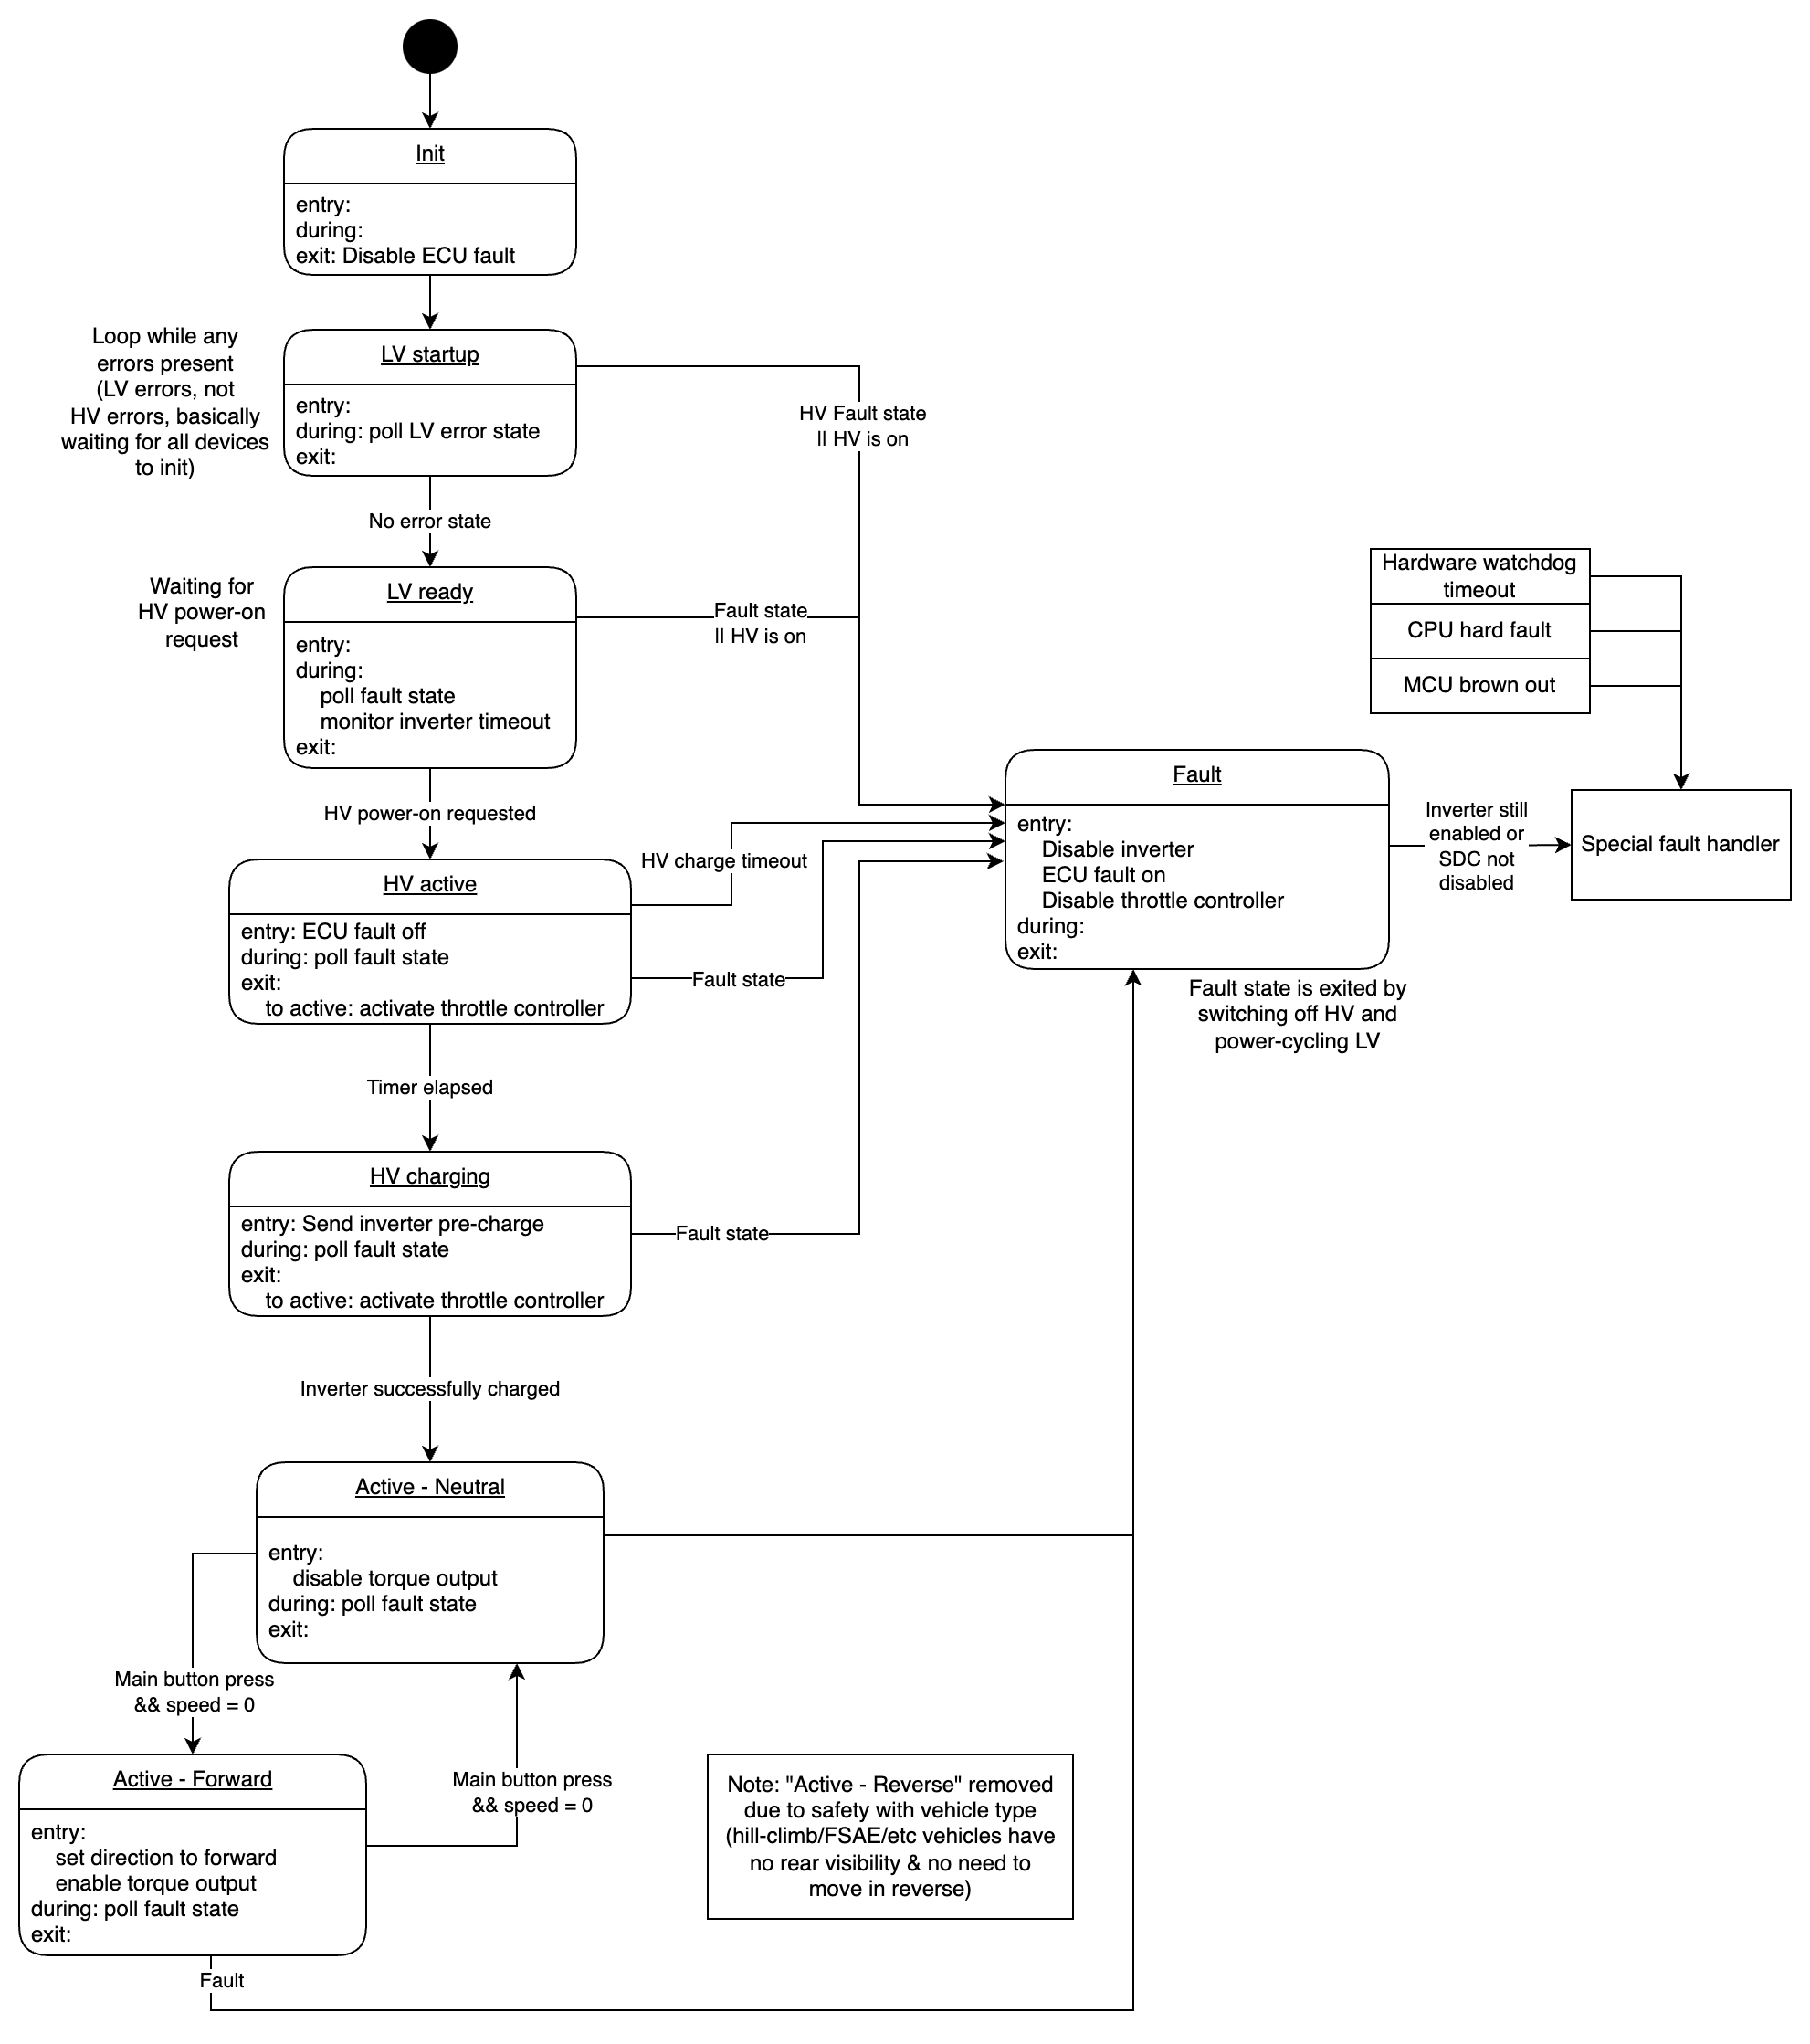 Init
entry:
during:
exit: Disable ECU fault
Loop while any
errors present
(LV errors, not
HV errors, basically
waiting for all devices
to init)
LV startup
entry:
during: poll LV error state
exit:
HV Fault state
|| HV is on
No error state
Waiting for
HV power-on
request
LV ready
entry:
during:
poll fault state
monitor inverter timeout
exit:
Fault state
|| HV is on
Hardware watchdog
timeout
CPU hard fault
MCU brown out
HV power-on requested
HV active
entry: ECU fault off
during: poll fault state
exit:
to active: activate throttle controller
HV charge timeout
Fault state
Fault
entry:
Disable inverter
ECU fault on
Disable throttle controller
during:
exit:
Inverter still
enabled or
SDC not
disabled
Special fault handler
Fault state is exited by
switching off HV and
power-cycling LV
Timer elapsed
HV charging
entry: Send inverter pre-charge
during: poll fault state
exit:
to active: activate throttle controller
Fault state
Inverter successfully charged
Active - Neutral
entry:
disable torque output
during: poll fault state
exit:
Main button press
&& speed = 0
Main button press
&& speed = 0
Active - Forward
entry:
set direction to forward
enable torque output
during: poll fault state
exit:
Fault
Note: "Active - Reverse" removed
due to safety with vehicle type
(hill-climb/FSAE/etc vehicles have
no rear visibility & no need to
move in reverse)